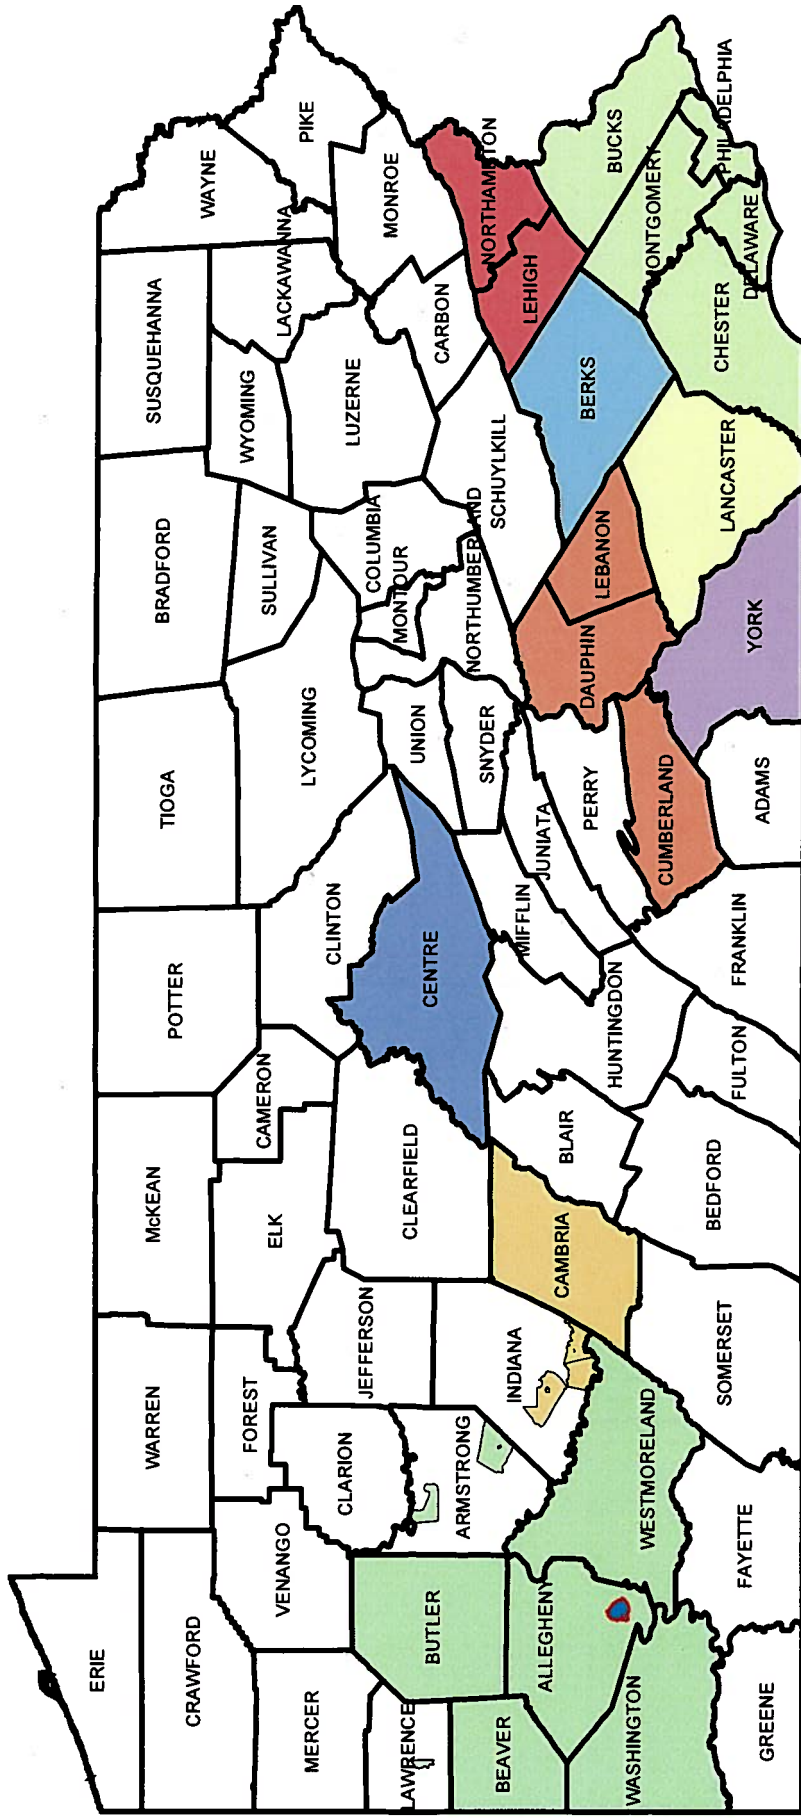 ERIE
CRAWFORD
WARREN
McKEAN
POTTER
TIOGA
BRADFORD
SUSQUEHANNA
WAYNE
PIKE
MERCER
VENANGO
FOREST
ELK
CAMERON
CLINTON
LYCOMING
SULLIVAN
WYOMING
LACKAWANNA
LAWRENCE
BUTLER
CLARION
JEFFERSON
CLEARFIELD
CENTRE
UNION
MONTOUR
COLUMBIA
LUZERNE
MONROE
CARBON
BEAVER
ALLEGHENY
ARMSTRONG
INDIANA
CAMBRIA
BLAIR
HUNTINGDON
MIFFLIN
JUNIATA
SNYDER
NORTHUMBERLAND
SCHUYLKILL
NORTHAMPTON
LEHIGH
WASHINGTON
WESTMORELAND
PERRY
DAUPHIN
LEBANON
BERKS
BUCKS
MONTGOMERY
PHILADELPHIA
GREENE
FAYETTE
SOMERSET
BEDFORD
FULTON
FRANKLIN
CUMBERLAND
ADAMS
YORK
LANCASTER
CHESTER
DELAWARE